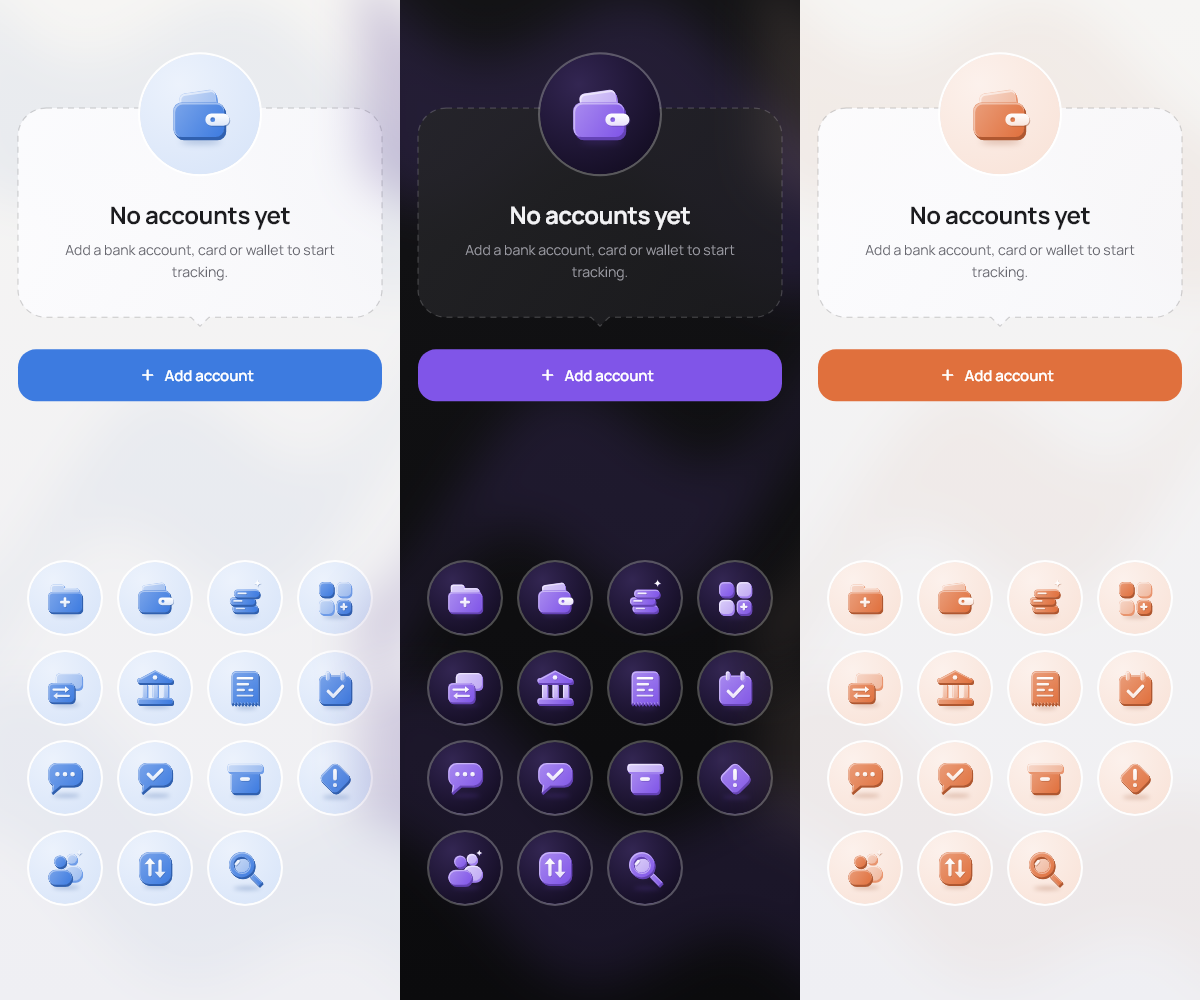 No accounts yet
Add a bank account, card or wallet to start
tracking.
+ Add account
No accounts yet
Add a bank account, card or wallet to start
tracking.
+ Add account
No accounts yet
Add a bank account, card or wallet to start
tracking.
+ Add account